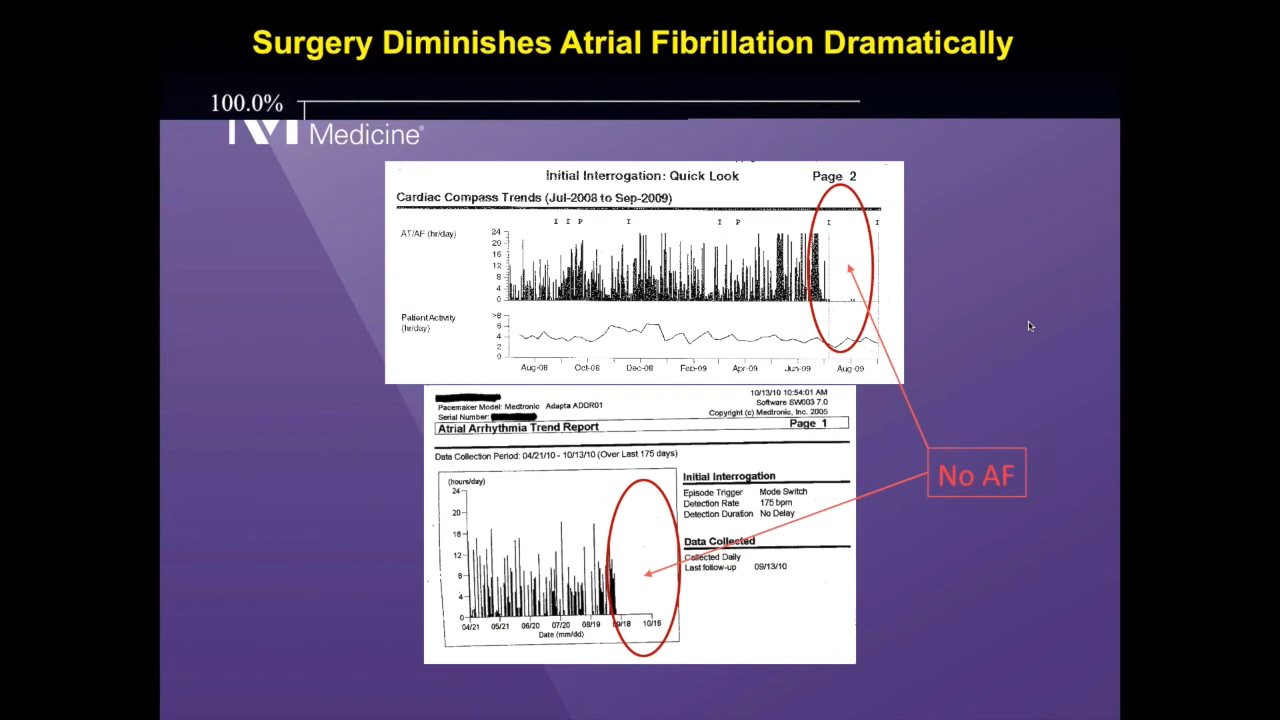 Surgery Diminishes Atrial Fibrillation Dramatically
100.0%
Medicine®
Initial Interrogation: Quick Look Page 2
Cardiac Compass Trends (Jul-2008 to Sep-2009)
I I P I I P I I
AT/AF (hr/day)
24
20
16
12
8
4
0
Patient Activity
(hr/day)
>8
6
4
2
0
Aug-08 Oct-08 Dec-08 Feb-09 Apr-09 Jun-09 Aug-09
10/13/10 10:54:01 AM
Pacemaker Model: Medtronic Adapta ADDR01 Software SW003 7.0
Serial Number: Copyright (c) Medtronic, Inc. 2005
Atrial Arrhythmia Trend Report Page 1
Data Collection Period: 04/21/10 - 10/13/10 (Over Last 175 days)
(hours/day)
24
20
16
12
8
4
0
04/21 05/21 06/20 07/20 08/19 09/18 10/18
Date (mm/dd)
Initial Interrogation
Episode Trigger Mode Switch
Detection Rate 175 bpm
Detection Duration No Delay
Data Collected
Collected Daily
Last follow-up 09/13/10
No AF